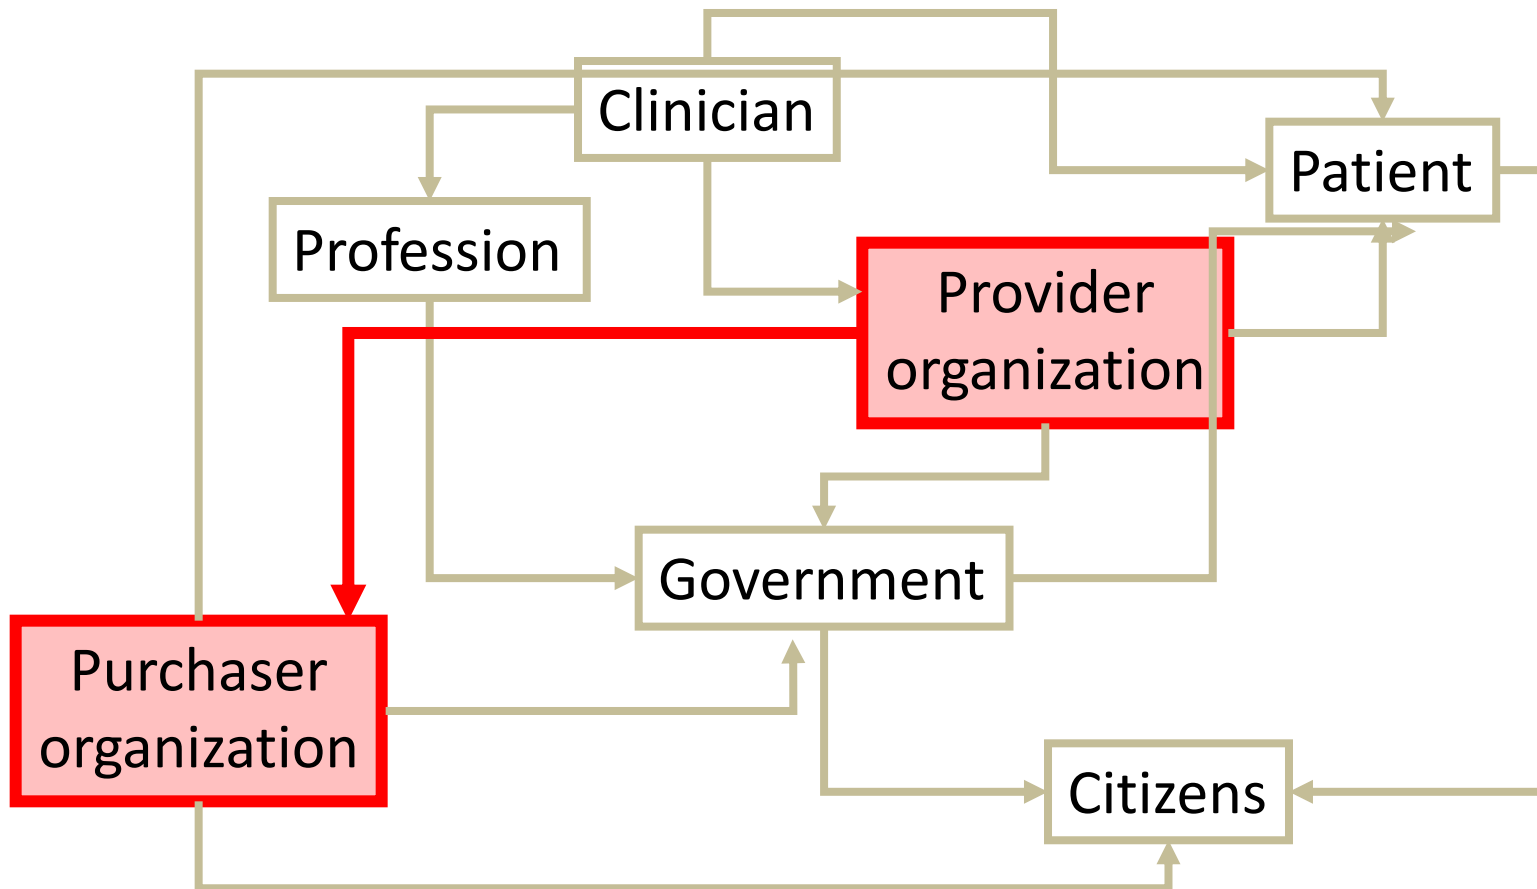 Clinician
Patient
Profession
Provider
organization
Government
Purchaser
organization
Citizens